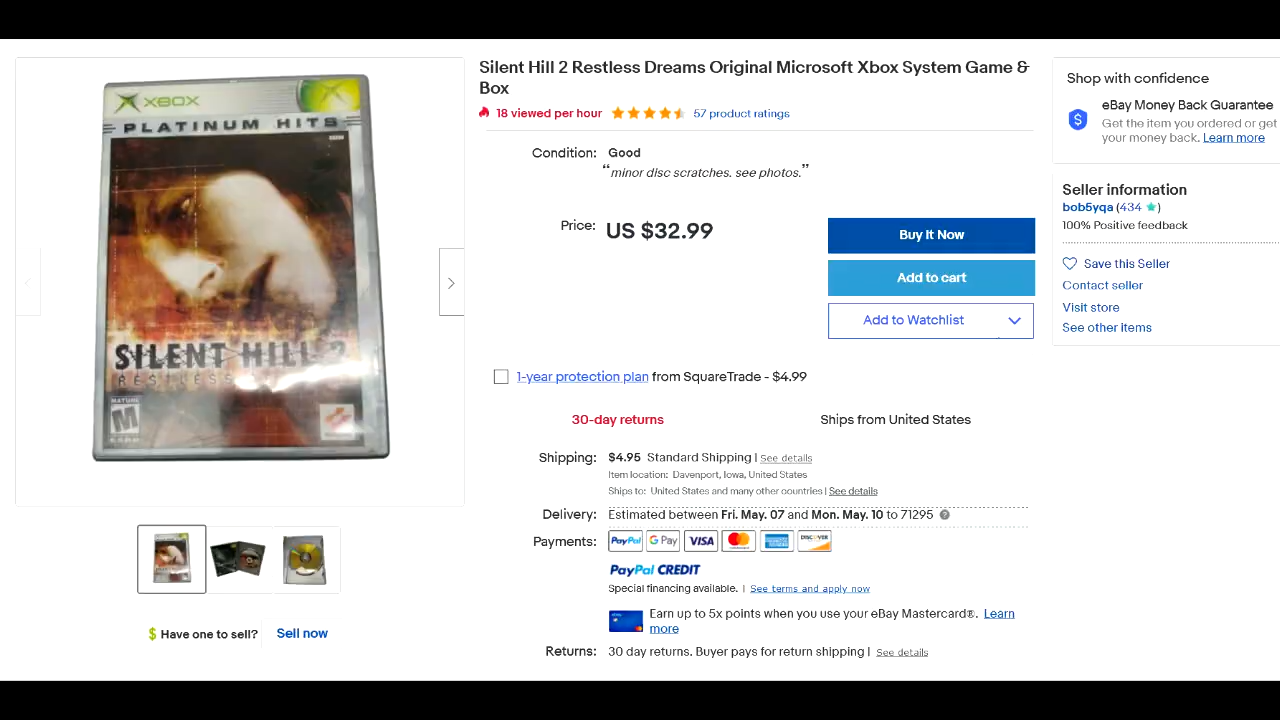 XBOX
PLATINUM HITS
SILENT HILL 2
RESTLESS
MATURE
M
Silent Hill 2 Restless Dreams Original Microsoft Xbox System Game &
Box
18 viewed per hour
57 product ratings
Condition:
Good
“minor disc scratches. see photos.”
Price:
US $32.99
Buy It Now
Add to cart
Add to Watchlist
1-year protection plan from SquareTrade - $4.99
30-day returns
Ships from United States
Shipping:
$4.95 Standard Shipping | See details
Item location: Davenport, Iowa, United States
Ships to: United States and many other countries | See details
Delivery:
Estimated between Fri. May. 07 and Mon. May. 10 to 71295
Payments:
PayPal G Pay VISA mastercard AMERICAN EXPRESS DISCOVER
PayPal CREDIT
Special financing available. | See terms and apply now
Earn up to 5x points when you use your eBay Mastercard®. Learn
more
Returns:
30 day returns. Buyer pays for return shipping | See details
$ Have one to sell? Sell now
Shop with confidence
eBay Money Back Guarantee
Get the item you ordered or get
your money back. Learn more
Seller information
bob5yqa (434)
100% Positive feedback
Save this Seller
Contact seller
Visit store
See other items